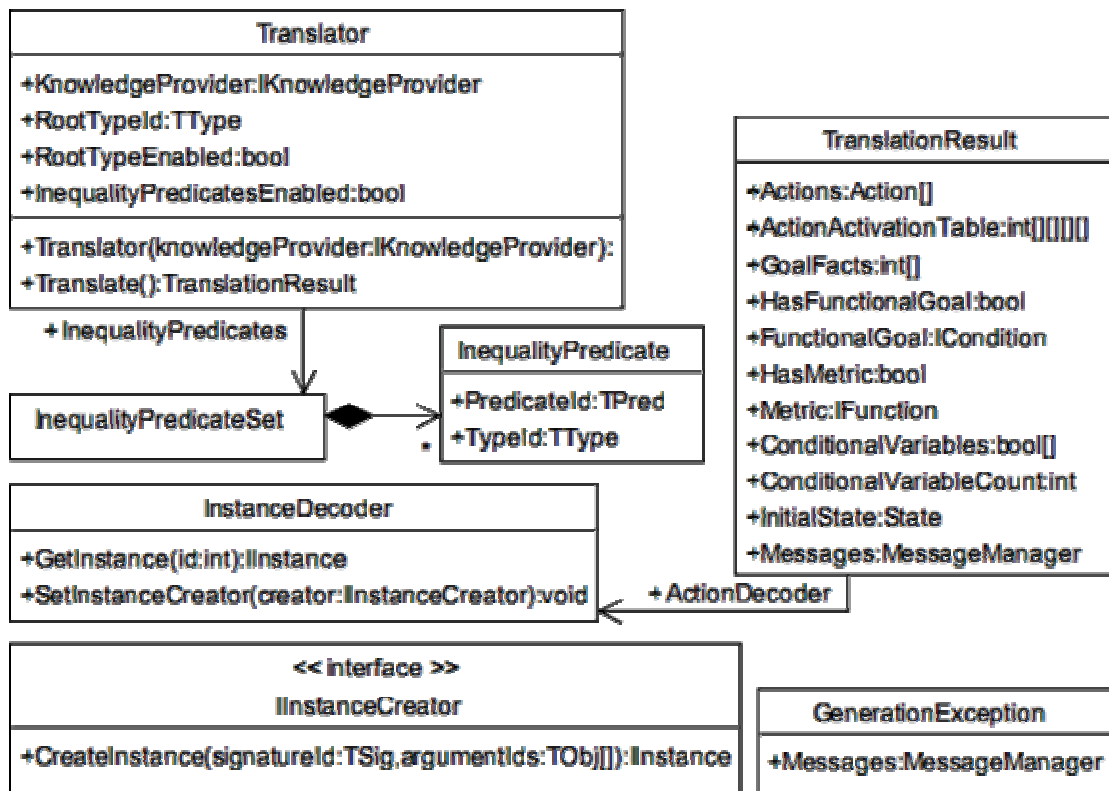 Translator
+KnowledgeProvider:IKnowledgeProvider
+RootTypeId:TType
+RootTypeEnabled:bool
+InequalityPredicatesEnabled:bool
+Translator(knowledgeProvider:IKnowledgeProvider):
+Translate():TranslationResult
+InequalityPredicates
InequalityPredicateSet
*
InequalityPredicate
+PredicateId:TPred
+TypeId:TType
TranslationResult
+Actions:Action[]
+ActionActivationTable:int[][][][]
+GoalFacts:int[]
+HasFunctionalGoal:bool
+FunctionalGoal:ICondition
+HasMetric:bool
+Metric:IFunction
+ConditionalVariables:bool[]
+ConditionalVariableCount:int
+InitialState:State
+Messages:MessageManager
+ActionDecoder
InstanceDecoder
+GetInstance(id:int):IInstance
+SetInstanceCreator(creator:IInstanceCreator):void
<< interface >>
IInstanceCreator
+CreateInstance(signatureId:TSig,argumentIds:TObj[]):IInstance
GenerationException
+Messages:MessageManager